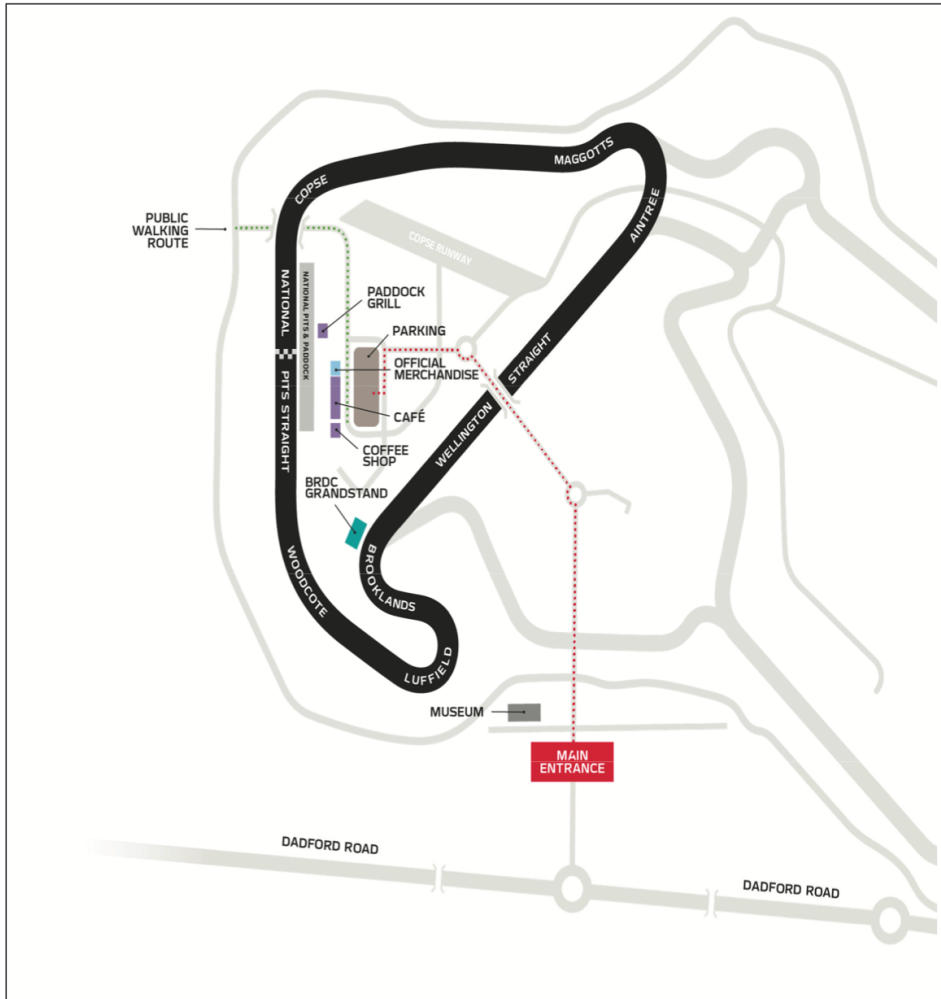 MAGGOTTS
COPSE
AINTREE
PUBLIC
WALKING
ROUTE
COPSE RUNWAY
NATIONAL
PITS STRAIGHT
NATIONAL PITS & PADDOCK
PADDOCK
GRILL
PARKING
OFFICIAL
MERCHANDISE
CAFÉ
COFFEE
SHOP
WELLINGTON
STRAIGHT
BRDC
GRANDSTAND
BROOKLANDS
WOODCOTE
LUFFIELD
MUSEUM
MAIN
ENTRANCE
DADFORD ROAD
DADFORD ROAD